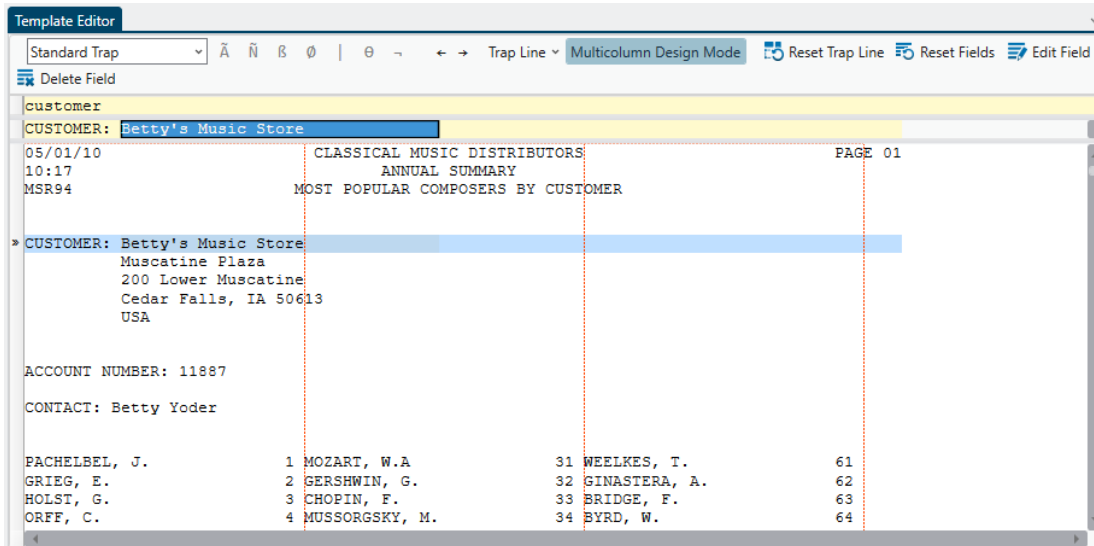 Template Editor
Standard Trap Ã Ñ ß Ø | θ ¬ ← → Trap Line Multicolumn Design Mode Reset Trap Line Reset Fields Edit Field
Delete Field
customer
CUSTOMER: Betty's Music Store
05/01/10 CLASSICAL MUSIC DISTRIBUTORS PAGE 01
10:17 ANNUAL SUMMARY
MSR94 MOST POPULAR COMPOSERS BY CUSTOMER
» CUSTOMER: Betty's Music Store
Muscatine Plaza
200 Lower Muscatine
Cedar Falls, IA 50613
USA
ACCOUNT NUMBER: 11887
CONTACT: Betty Yoder
PACHELBEL, J. 1 MOZART, W.A 31 WEELKES, T. 61
GRIEG, E. 2 GERSHWIN, G. 32 GINASTERA, A. 62
HOLST, G. 3 CHOPIN, F. 33 BRIDGE, F. 63
ORFF, C. 4 MUSSORGSKY, M. 34 BYRD, W. 64